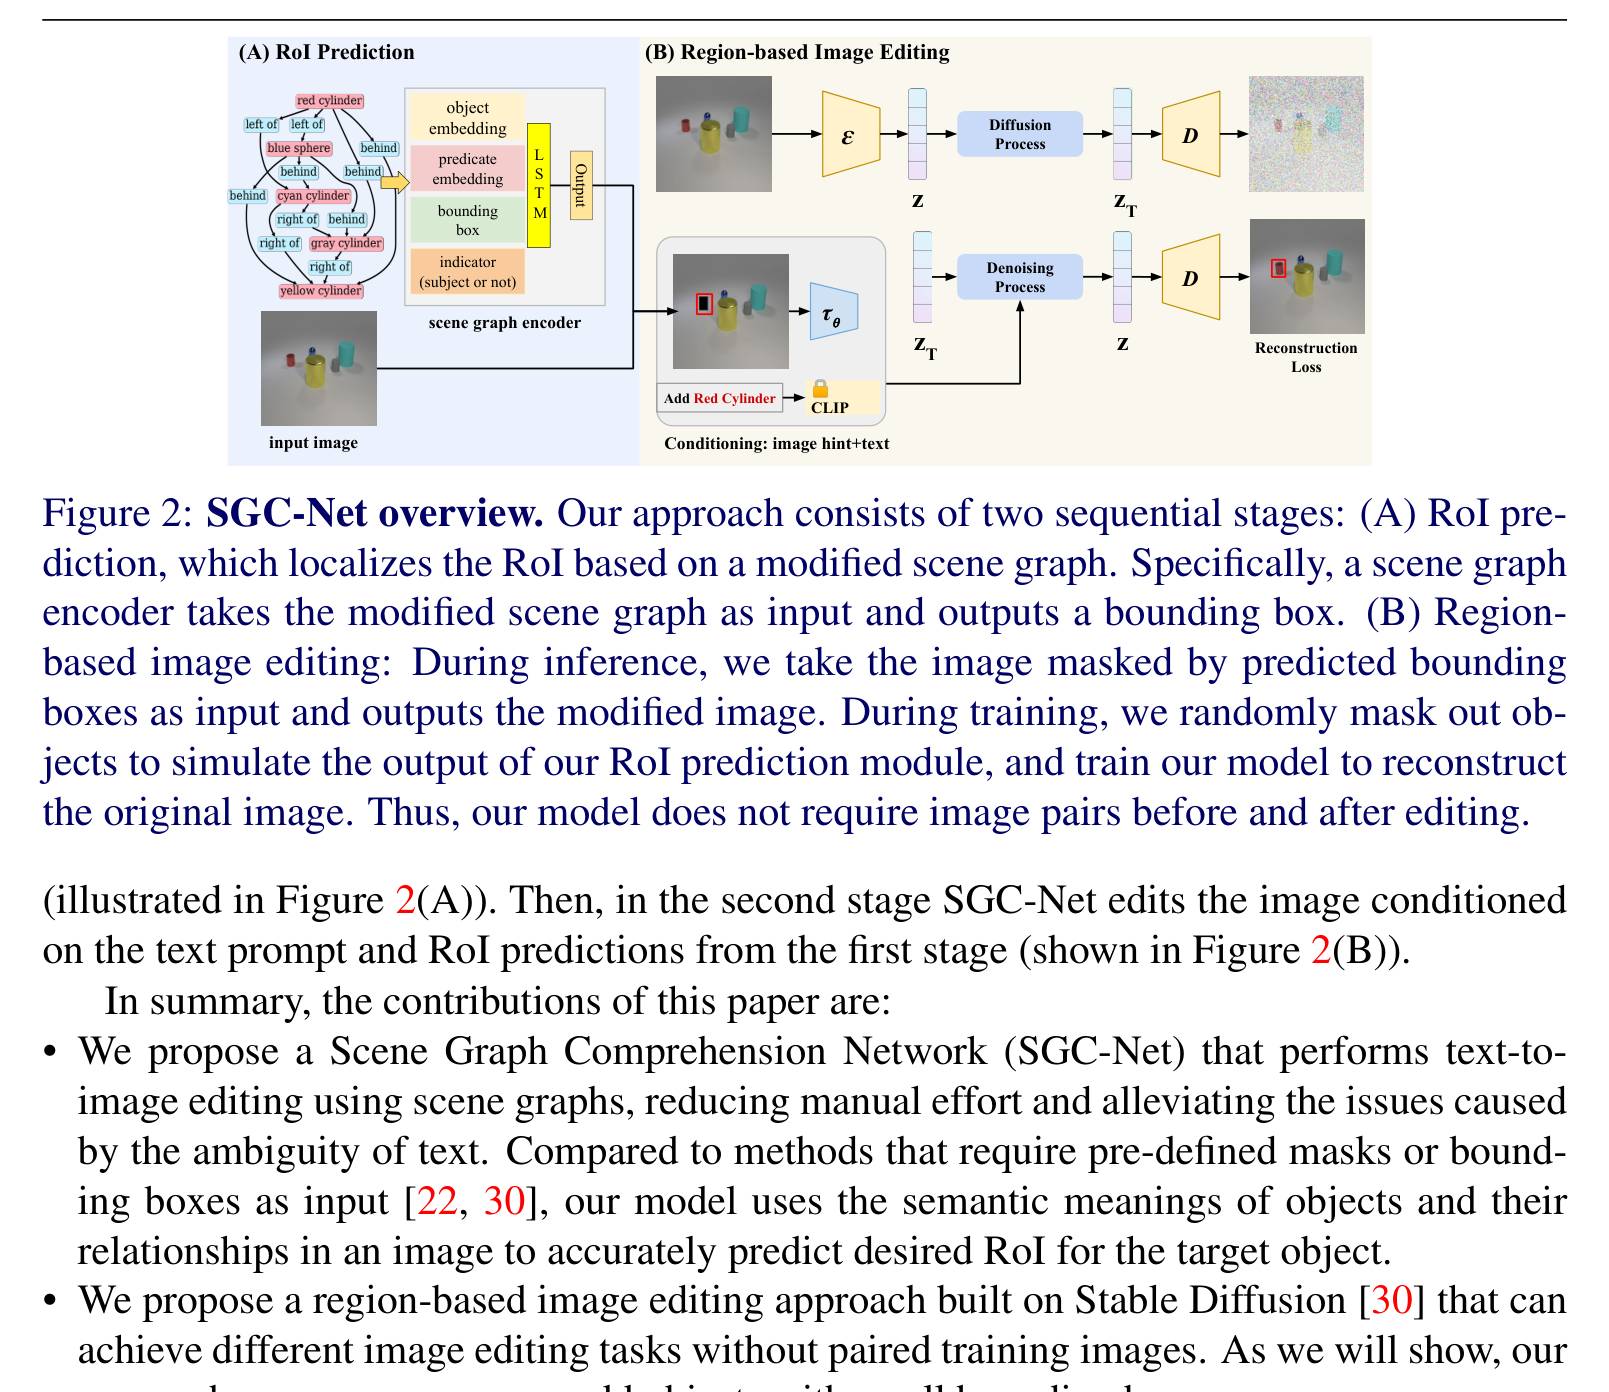 (A) RoI Prediction
red cylinder
left of
left of
blue sphere
behind
behind
behind
behind
cyan cylinder
right of
behind
right of
gray cylinder
right of
yellow cylinder
object
embedding
predicate
embedding
bounding
box
indicator
(subject or not)
L
S
T
M
Output
scene graph encoder
input image
(B) Region-based Image Editing
ε
z
Diffusion
Process
z_T
D
τ_θ
Add Red Cylinder
CLIP
Conditioning: image hint+text
z_T
Denoising
Process
z
D
Reconstruction
Loss
Figure 2: SGC-Net overview. Our approach consists of two sequential stages: (A) RoI pre-
diction, which localizes the RoI based on a modified scene graph. Specifically, a scene graph
encoder takes the modified scene graph as input and outputs a bounding box. (B) Region-
based image editing: During inference, we take the image masked by predicted bounding
boxes as input and outputs the modified image. During training, we randomly mask out ob-
jects to simulate the output of our RoI prediction module, and train our model to reconstruct
the original image. Thus, our model does not require image pairs before and after editing.
(illustrated in Figure 2(A)). Then, in the second stage SGC-Net edits the image conditioned
on the text prompt and RoI predictions from the first stage (shown in Figure 2(B)).
In summary, the contributions of this paper are:
• We propose a Scene Graph Comprehension Network (SGC-Net) that performs text-to-
image editing using scene graphs, reducing manual effort and alleviating the issues caused
by the ambiguity of text. Compared to methods that require pre-defined masks or bound-
ing boxes as input [22, 30], our model uses the semantic meanings of objects and their
relationships in an image to accurately predict desired RoI for the target object.
• We propose a region-based image editing approach built on Stable Diffusion [30] that can
achieve different image editing tasks without paired training images. As we will show, our